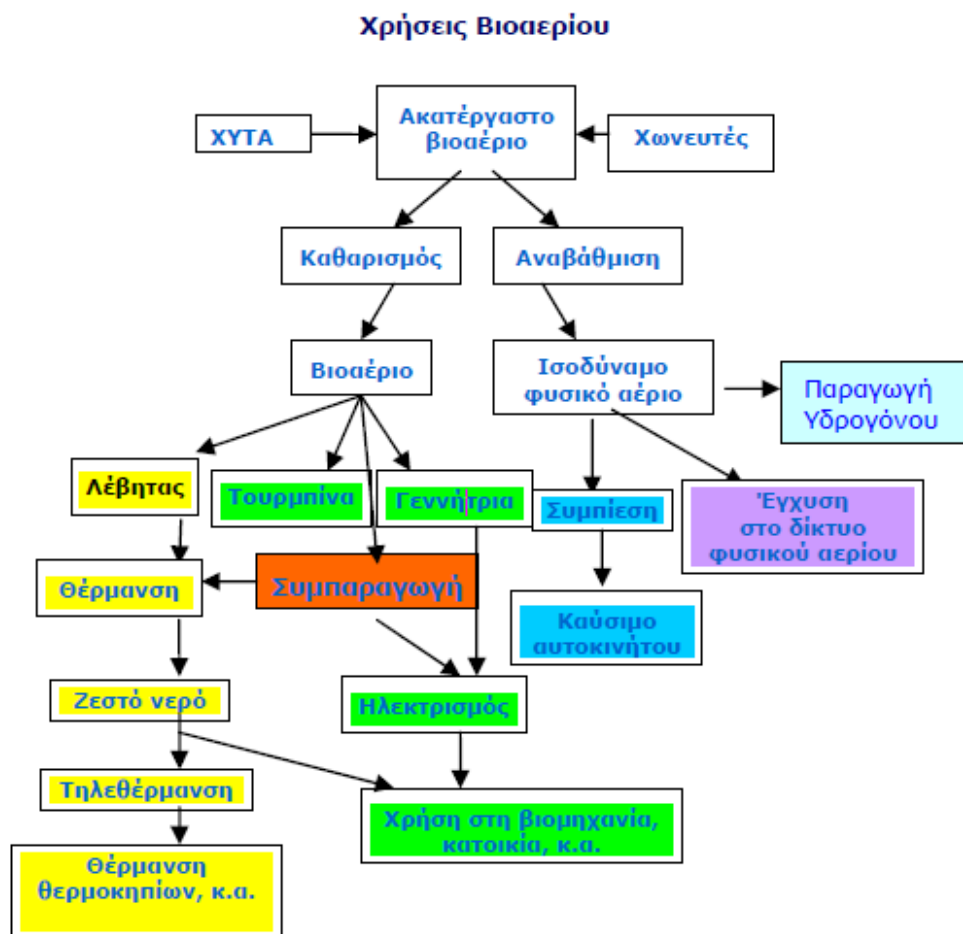 Χρήσεις Βιοαερίου
ΧΥΤΑ
Ακατέργαστο
βιοαέριο
Χωνευτές
Καθαρισμός
Αναβάθμιση
Βιοαέριο
Ισοδύναμο
φυσικό αέριο
Παραγωγή
Υδρογόνου
Λέβητας
Τουρμπίνα
Γεννήτρια
Συμπίεση
Έγχυση
στο δίκτυο
φυσικού αερίου
Θέρμανση
Συμπαραγωγή
Καύσιμο
αυτοκινήτου
Ζεστό νερό
Ηλεκτρισμός
Τηλεθέρμανση
Χρήση στη βιομηχανία,
κατοικία, κ.α.
Θέρμανση
θερμοκηπίων, κ.α.